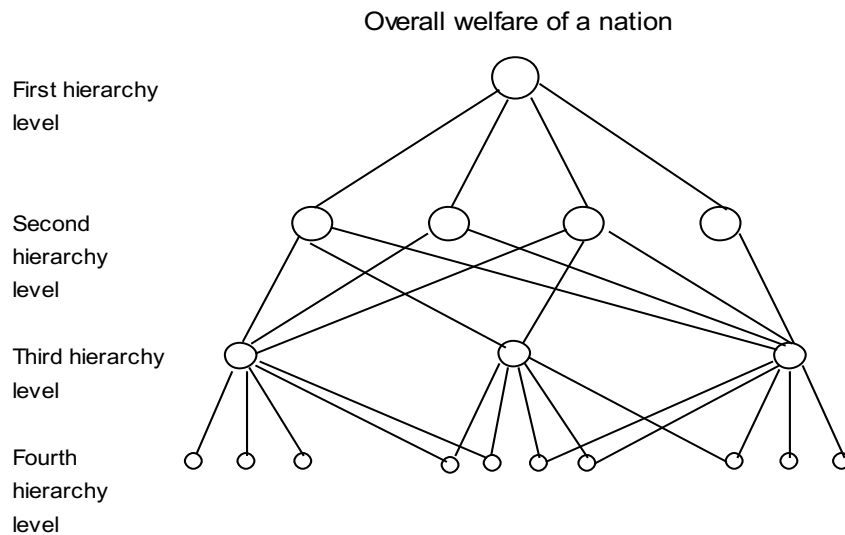 Overall welfare of a nation
First hierarchy
level
Second
hierarchy
level
Third hierarchy
level
Fourth
hierarchy
level